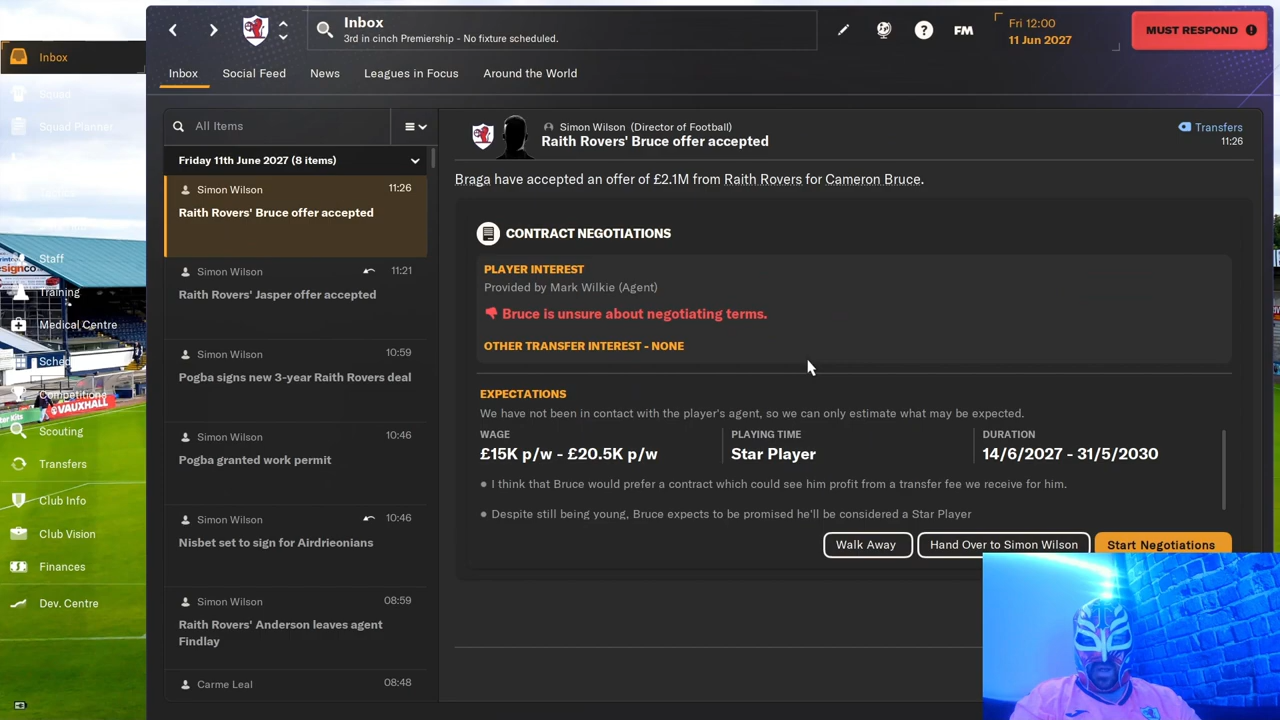 Inbox
3rd in cinch Premiership - No fixture scheduled.
FM
Fri 12:00
11 Jun 2027
MUST RESPOND
Inbox
Squad
Squad Planner
Staff
Training
Medical Centre
Sched
Competitions
Scouting
Transfers
Club Info
Club Vision
Finances
Dev. Centre
VAUXHALL
Inbox Social Feed News Leagues in Focus Around the World
All Items
Friday 11th June 2027 (8 items)
Simon Wilson 11:26
Raith Rovers' Bruce offer accepted
Simon Wilson 11:21
Raith Rovers' Jasper offer accepted
Simon Wilson 10:59
Pogba signs new 3-year Raith Rovers deal
Simon Wilson 10:46
Pogba granted work permit
Simon Wilson 10:46
Nisbet set to sign for Airdrieonians
Simon Wilson 08:59
Raith Rovers' Anderson leaves agent
Findlay
Carme Leal 08:48
Simon Wilson (Director of Football)
Raith Rovers' Bruce offer accepted
Transfers
11:26
Braga have accepted an offer of £2.1M from Raith Rovers for Cameron Bruce.
CONTRACT NEGOTIATIONS
PLAYER INTEREST
Provided by Mark Wilkie (Agent)
Bruce is unsure about negotiating terms.
OTHER TRANSFER INTEREST - NONE
EXPECTATIONS
We have not been in contact with the player's agent, so we can only estimate what may be expected.
WAGE PLAYING TIME DURATION
£15K p/w - £20.5K p/w Star Player 14/6/2027 - 31/5/2030
● I think that Bruce would prefer a contract which could see him profit from a transfer fee we receive for him.
● Despite still being young, Bruce expects to be promised he'll be considered a Star Player
Walk Away Hand Over to Simon Wilson Start Negotiations